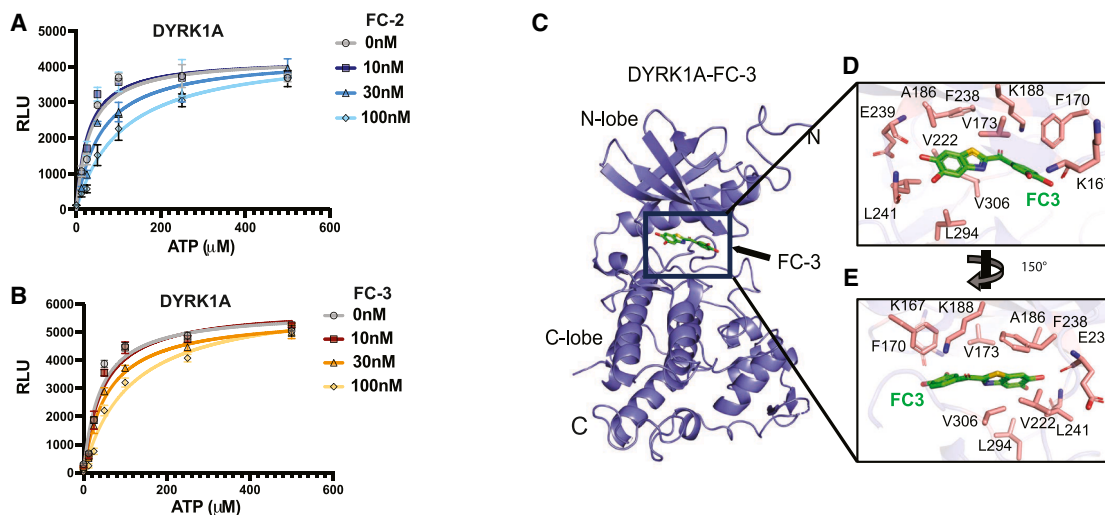 A
DYRK1A
FC-2
0nM
10nM
30nM
100nM
RLU
5000
4000
3000
2000
1000
0
0 200 400 600
ATP (μM)
B
DYRK1A
FC-3
0nM
10nM
30nM
100nM
RLU
6000
5000
4000
3000
2000
1000
0
0 200 400 600
ATP (μM)
C
DYRK1A-FC-3
N-lobe
N
FC-3
C-lobe
C
D
A186 F238 K188 F170
E239 V173
V222
K167
V306 FC3
L241
L294
150°
E
K167 K188 A186 F238
F170 V173 E23
FC3
V306 V222 L241
L294